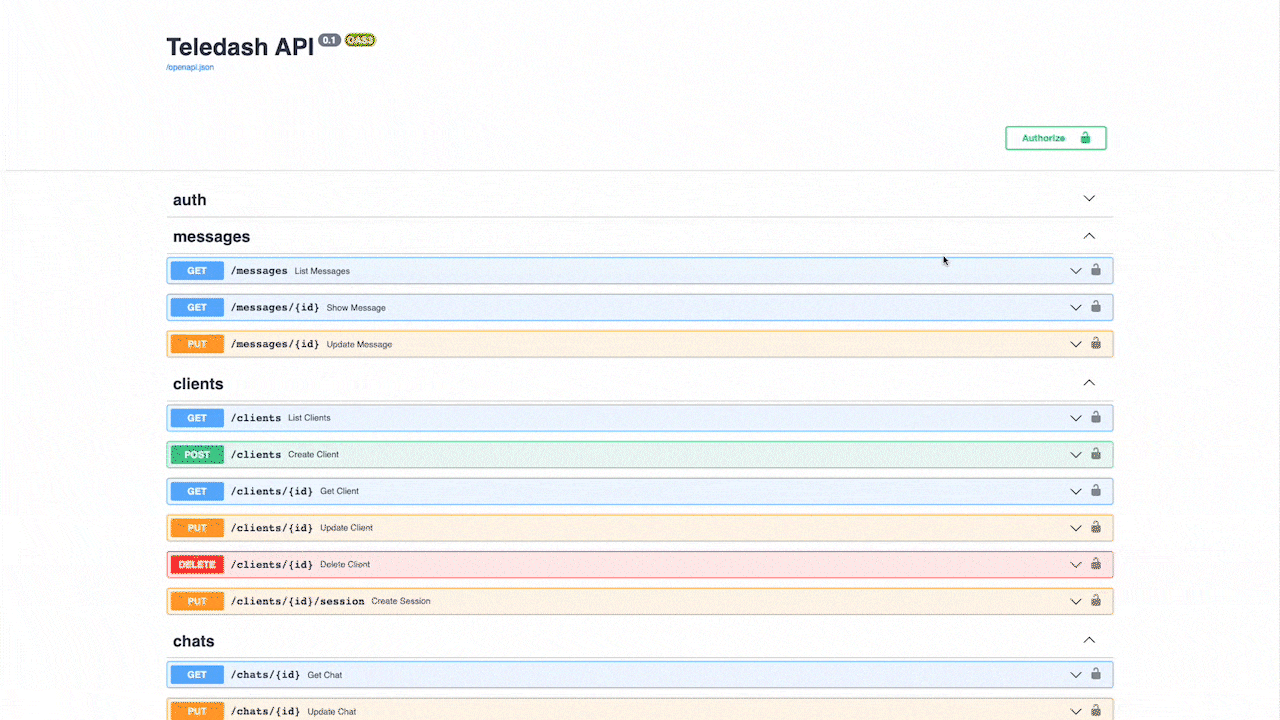 Teledash API 0.1 OAS3
/openapi.json
Authorize
auth
messages
GET /messages List Messages
GET /messages/{id} Show Message
PUT /messages/{id} Update Message
clients
GET /clients List Clients
POST /clients Create Client
GET /clients/{id} Get Client
PUT /clients/{id} Update Client
DELETE /clients/{id} Delete Client
PUT /clients/{id}/session Create Session
chats
GET /chats/{id} Get Chat
PUT /chats/{id} Update Chat